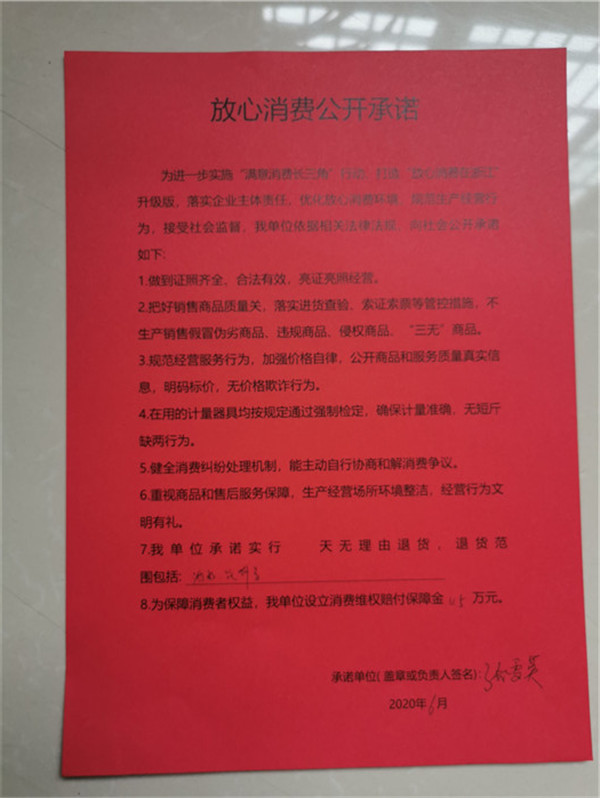 放心消费公开承诺
为进一步实施“满意消费长三角”行动，打造“放心消费在浙江”
升级版，落实企业主体责任，优化放心消费环境，规范生产经营行
为，接受社会监督，我单位依据相关法律法规，向社会公开承诺
如下：
1.做到证照齐全、合法有效，亮证亮照经营。
2.把好销售商品质量关，落实进货查验、索证索票等管控措施，不
生产销售假冒伪劣商品、违规商品、侵权商品、“三无”商品。
3.规范经营服务行为，加强价格自律，公开商品和服务质量真实信
息，明码标价，无价格欺诈行为。
4.在用的计量器具均按规定通过强制检定，确保计量准确，无短斤
缺两行为。
5.健全消费纠纷处理机制，能主动自行协商和解消费争议。
6.重视商品和售后服务保障，生产经营场所环境整洁，经营行为文
明有礼。
7.我单位承诺实行 天无理由退货，退货范
围包括：
8.为保障消费者权益，我单位设立消费维权赔付保障金 万元。
承诺单位(盖章或负责人签名)：
2020年6月